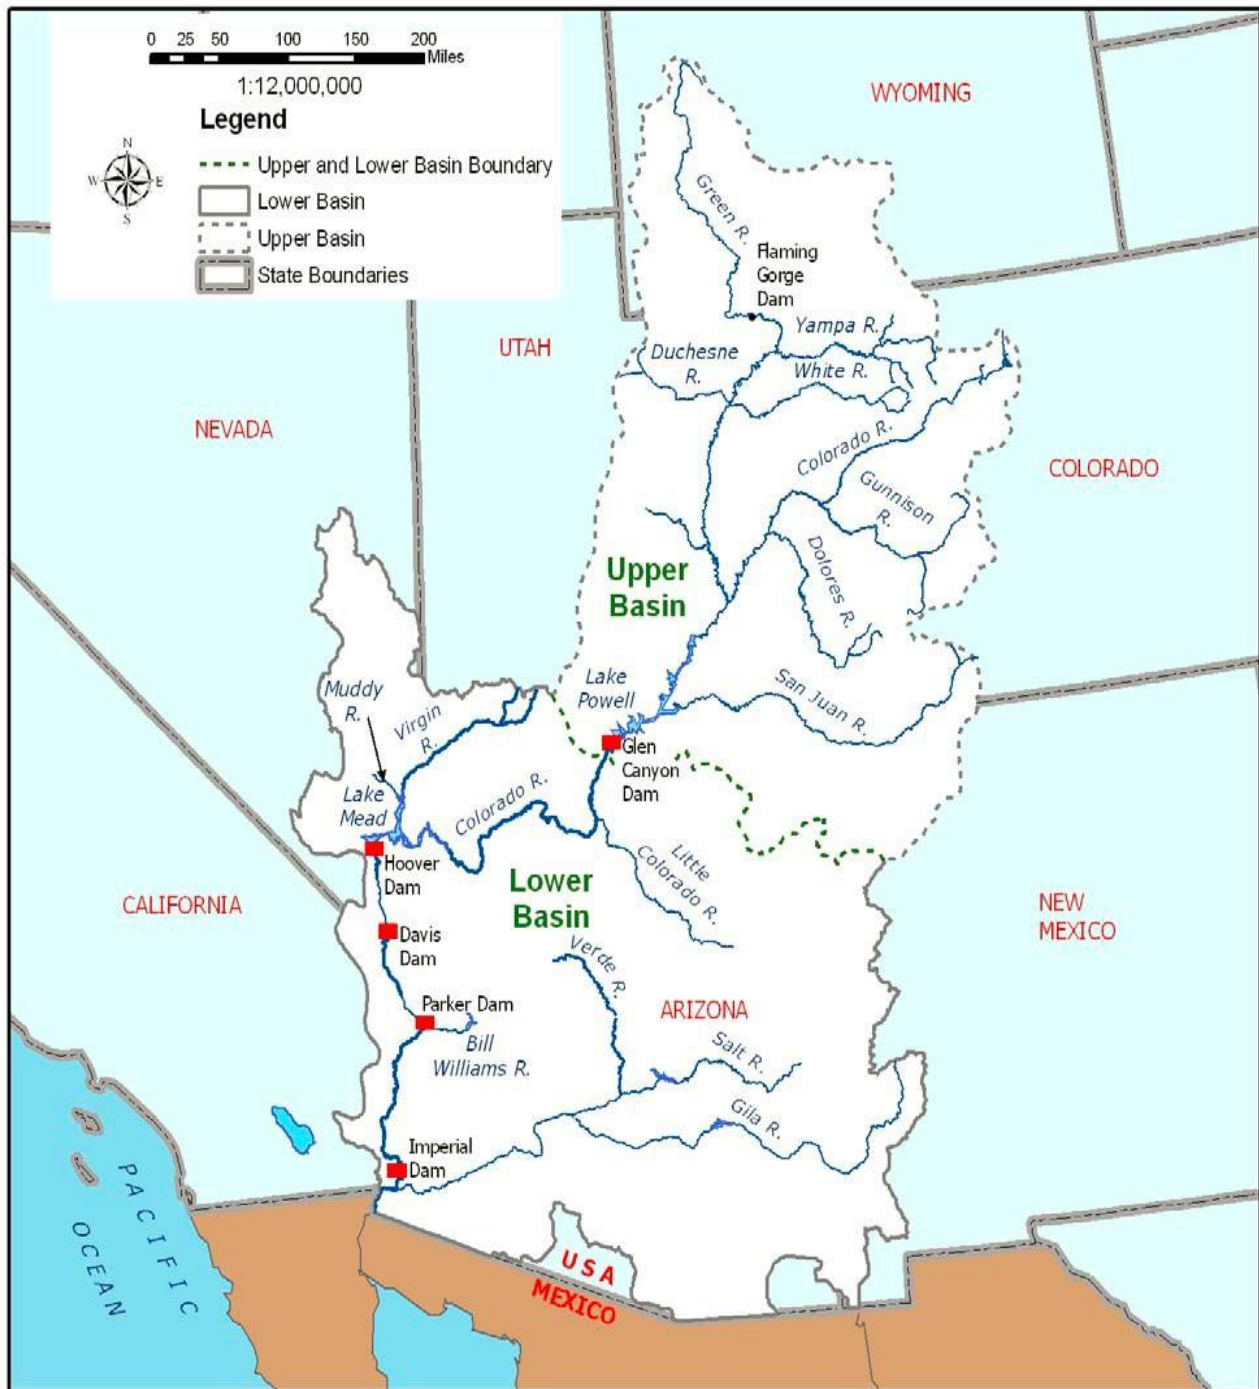 0 25 50 100 150 200
Miles
1:12,000,000
Legend
Upper and Lower Basin Boundary
Lower Basin
Upper Basin
State Boundaries
N
W E
S
WYOMING
Green R.
Flaming
Gorge
Dam
UTAH
Yampa R.
Duchesne
R.
White R.
NEVADA
Colorado R.
COLORADO
Gunnison
R.
Dolores R.
Upper
Basin
Lake
Powell
San Juan R.
Muddy
R.
Virgin
R.
Glen
Canyon
Dam
Lake
Mead
Colorado R.
Hoover
Dam
Little
Colorado R.
Lower
Basin
CALIFORNIA
NEW
MEXICO
Davis
Dam
Verde R.
Parker Dam
ARIZONA
Bill
Williams R.
Salt R.
Gila R.
Imperial
Dam
PACIFIC
OCEAN
USA
MEXICO